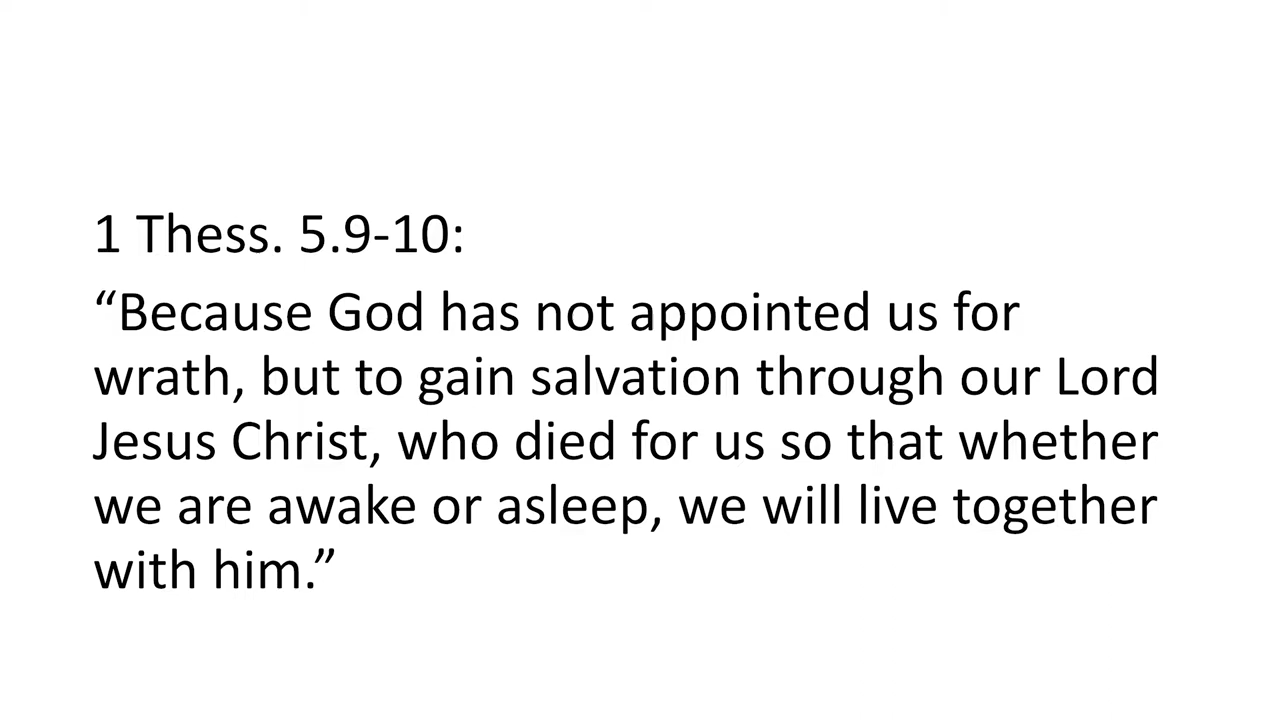 1 Thess. 5.9-10:
“Because God has not appointed us for
wrath, but to gain salvation through our Lord
Jesus Christ, who died for us so that whether
we are awake or asleep, we will live together
with him.”